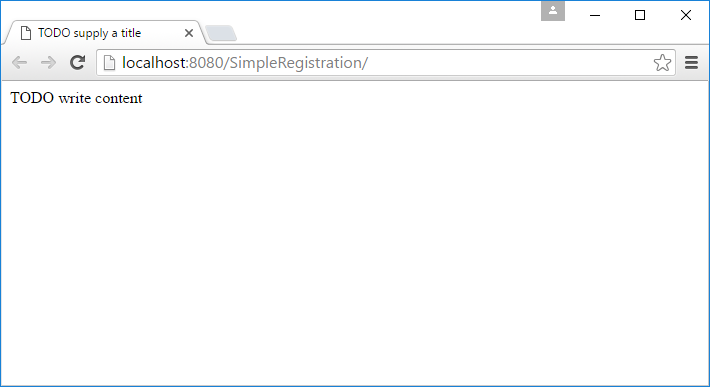 TODO supply a title
localhost:8080/SimpleRegistration/
TODO write content